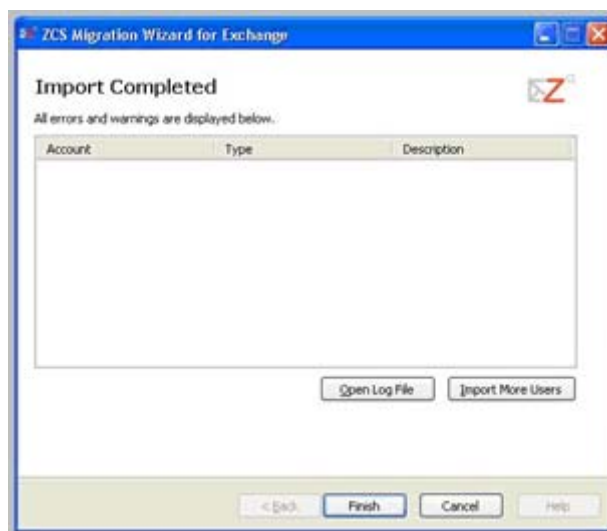 ZCS Migration Wizard for Exchange
Import Completed
Z
All errors and warnings are displayed below.
Account Type Description
Open Log File Import More Users
< Back Finish Cancel Help